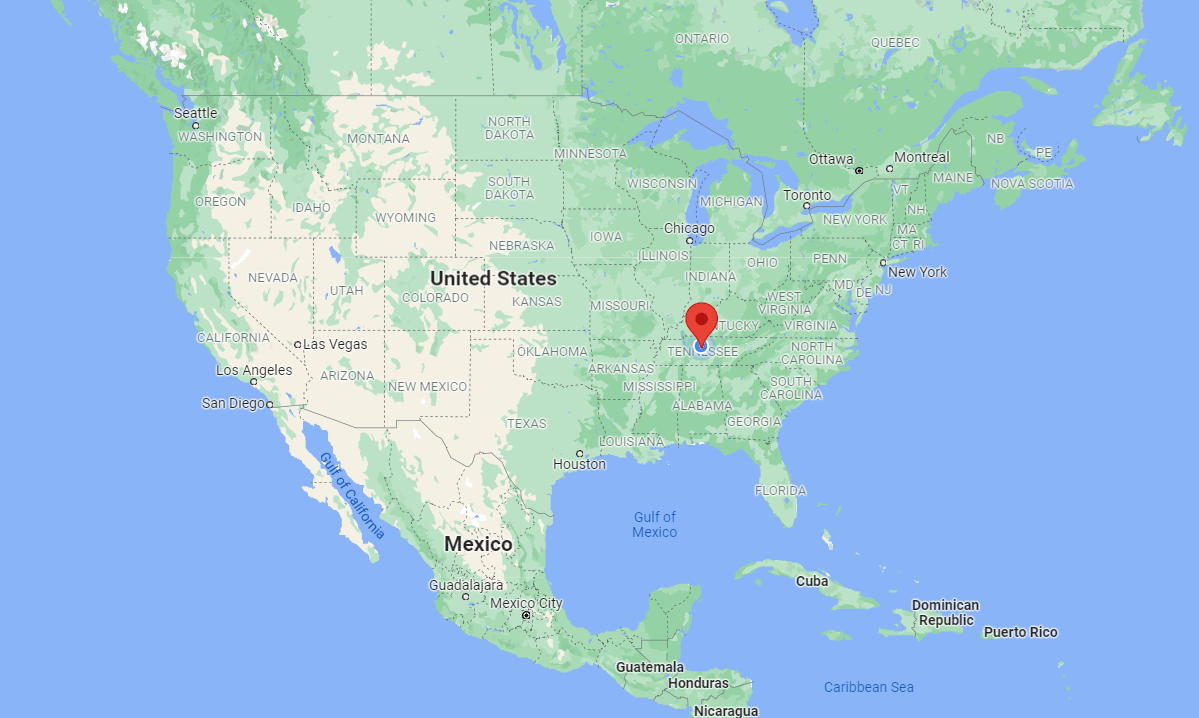 ONTARIO
QUEBEC
Seattle
WASHINGTON
MONTANA
NORTH
DAKOTA
MINNESOTA
Ottawa
Montreal
NB
PE
MAINE
NOVA SCOTIA
OREGON
IDAHO
WYOMING
SOUTH
DAKOTA
WISCONSIN
MICHIGAN
Toronto
VT
NH
NEW YORK
MA
CT RI
NEBRASKA
IOWA
Chicago
ILLINOIS
INDIANA
OHIO
PENN
New York
NEVADA
UTAH
COLORADO
United States
KANSAS
MISSOURI
WEST
VIRGINIA
MD
DE
NJ
CALIFORNIA
Las Vegas
OKLAHOMA
TUCKY
VIRGINIA
TENNESSEE
NORTH
CAROLINA
Los Angeles
San Diego
ARIZONA
NEW MEXICO
ARKANSAS
MISSISSIPPI
SOUTH
CAROLINA
ALABAMA
GEORGIA
TEXAS
LOUISIANA
Houston
FLORIDA
Gulf of California
Gulf of
Mexico
Mexico
Guadalajara
Mexico City
Cuba
Dominican
Republic
Puerto Rico
Guatemala
Honduras
Nicaragua
Caribbean Sea